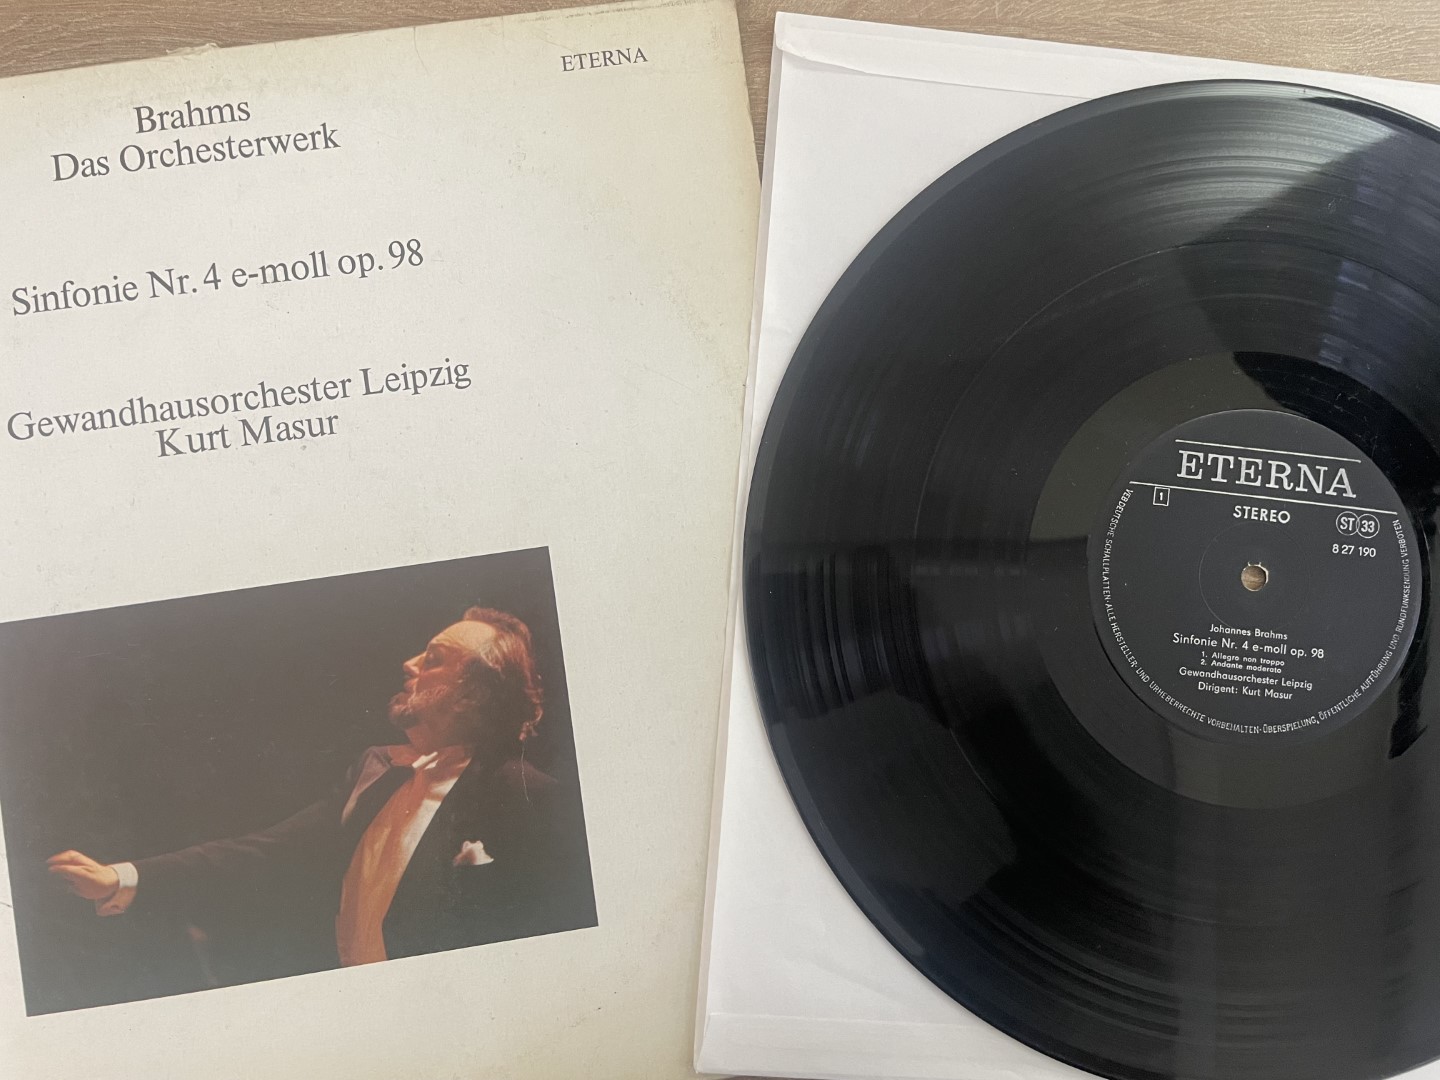 ETERNA
Brahms
Das Orchesterwerk
Sinfonie Nr. 4 e-moll op. 98
Gewandhausorchester Leipzig
Kurt Masur
ETERNA
1
STEREO
ST 33
8 27 190
Johannes Brahms
Sinfonie Nr. 4 e-moll op. 98
1. Allegro non troppo
2. Andante moderato
Gewandhausorchester Leipzig
Dirigent: Kurt Masur
VEB DEUTSCHE SCHALLPLATTEN · ALLE HERSTELLER- UND URHEBERRECHTE VORBEHALTEN · ÜBERSPIELUNG, ÖFFENTLICHE AUFFÜHRUNG UND RUNDFUNKSENDUNG VERBOTEN